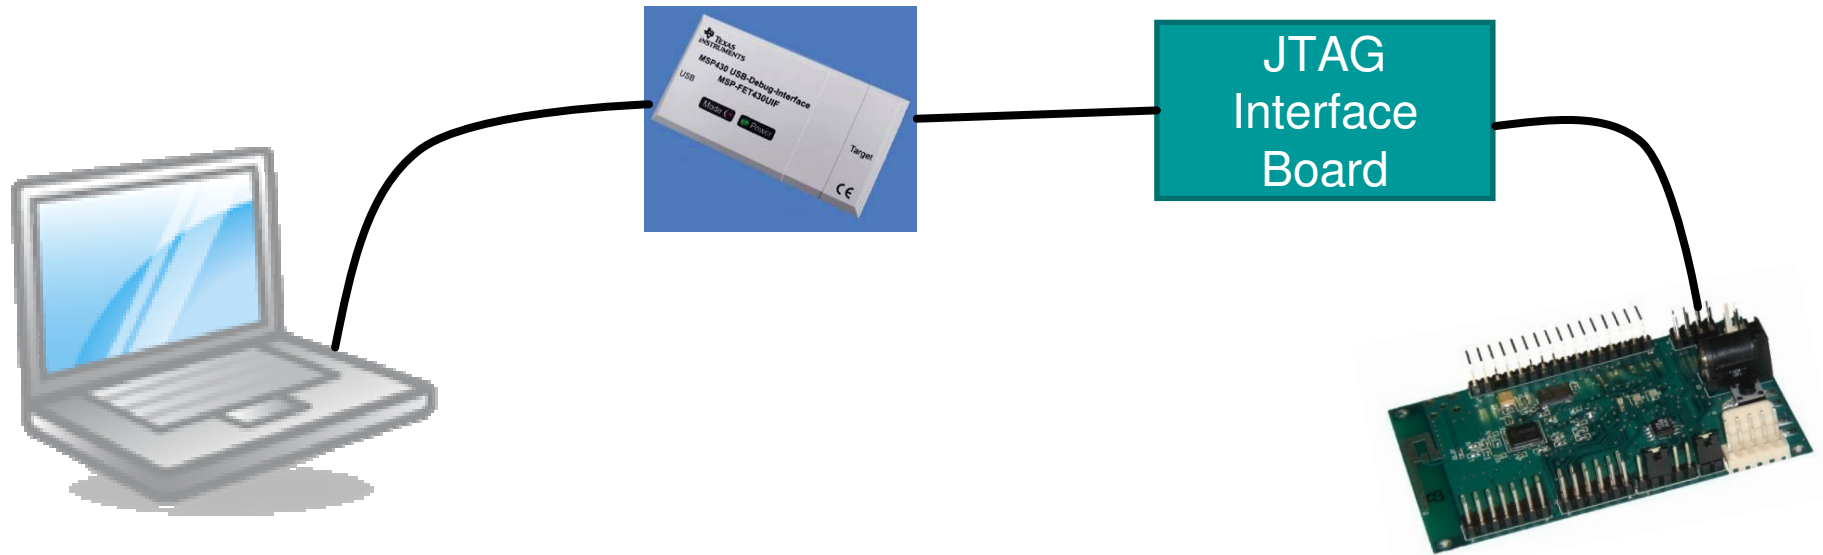 TEXAS
INSTRUMENTS
MSP430 USB-Debug-Interface
USB
MSP-FET430UIF
Mode
Power
Target
CE
JTAG
Interface
Board